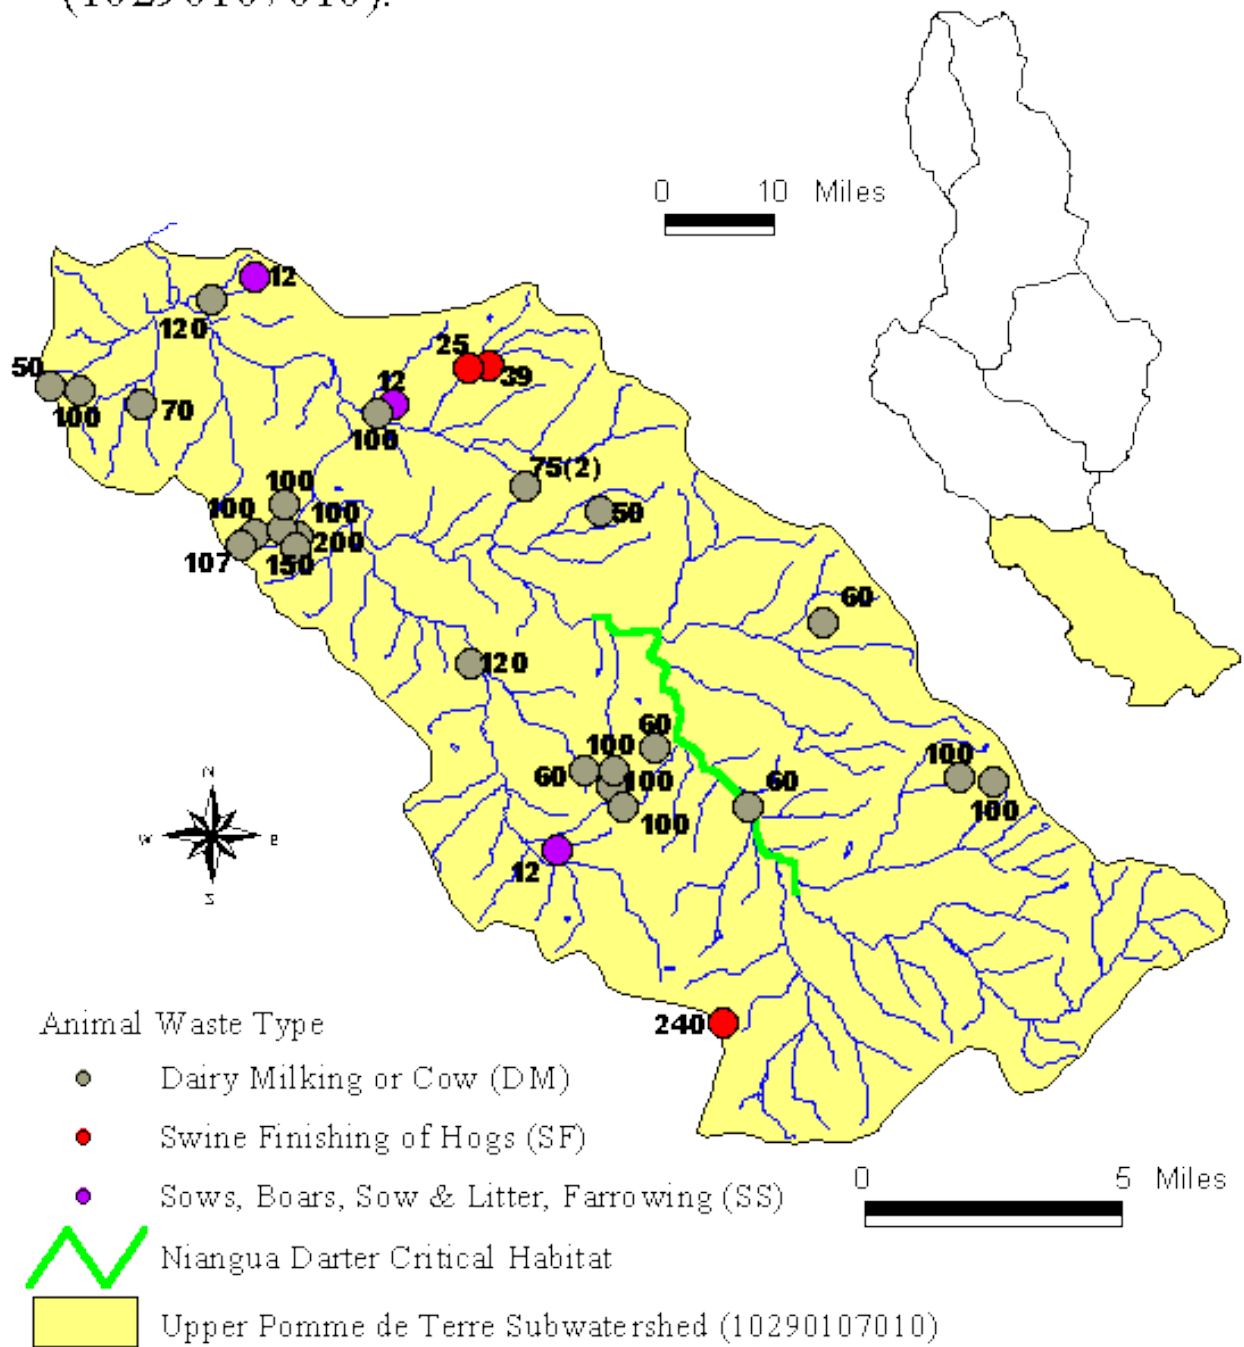 (10290107010).
0 10 Miles
12
120
50
100
70
25
39
12
100
75(2)
50
100
100
100
200
107
150
60
120
60
100
60
100
100
60
100
100
12
240
N
W
E
S
Animal Waste Type
Dairy Milking or Cow (DM)
Swine Finishing of Hogs (SF)
Sows, Boars, Sow & Litter, Farrowing (SS)
Niangua Darter Critical Habitat
Upper Pomme de Terre Subwatershed (10290107010)
0 5 Miles